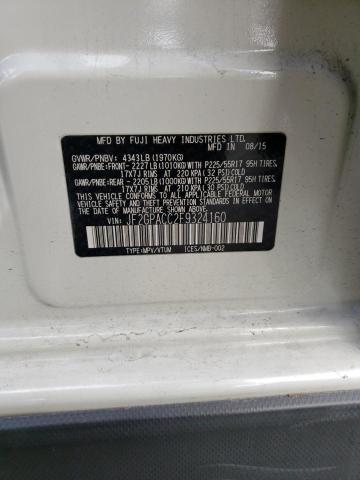 MFD. BY FUJI HEAVY INDUSTRIES LTD.
GVWR/PNBV: 4343LB (1970KG) IN 08/15
GAWR/PNBE:FRONT- 2227LB (1010KG) WITH P225/55R17 95H TIRES.
17X7J RIMS AT 220 KPA ( 32 PSI) COLD
GAWR/PNBE:REAR - 2205LB (1000KG) WITH P225/55R17 95H TIRES.
17X7J RIMS AT 210 KPA ( 30 PSI) COLD
THIS VEHICLE CONFORMS TO ALL APPLICABLE FEDERAL MOTOR
VEHICLE SAFETY AND THEFT PREVENTION STANDARDS IN EFFECT
ON THE DATE OF MANUFACTURE SHOWN ABOVE.
VIN: JF2GPACC2F9324160
TYPE:MPV/VTUM ICES/NMB-002